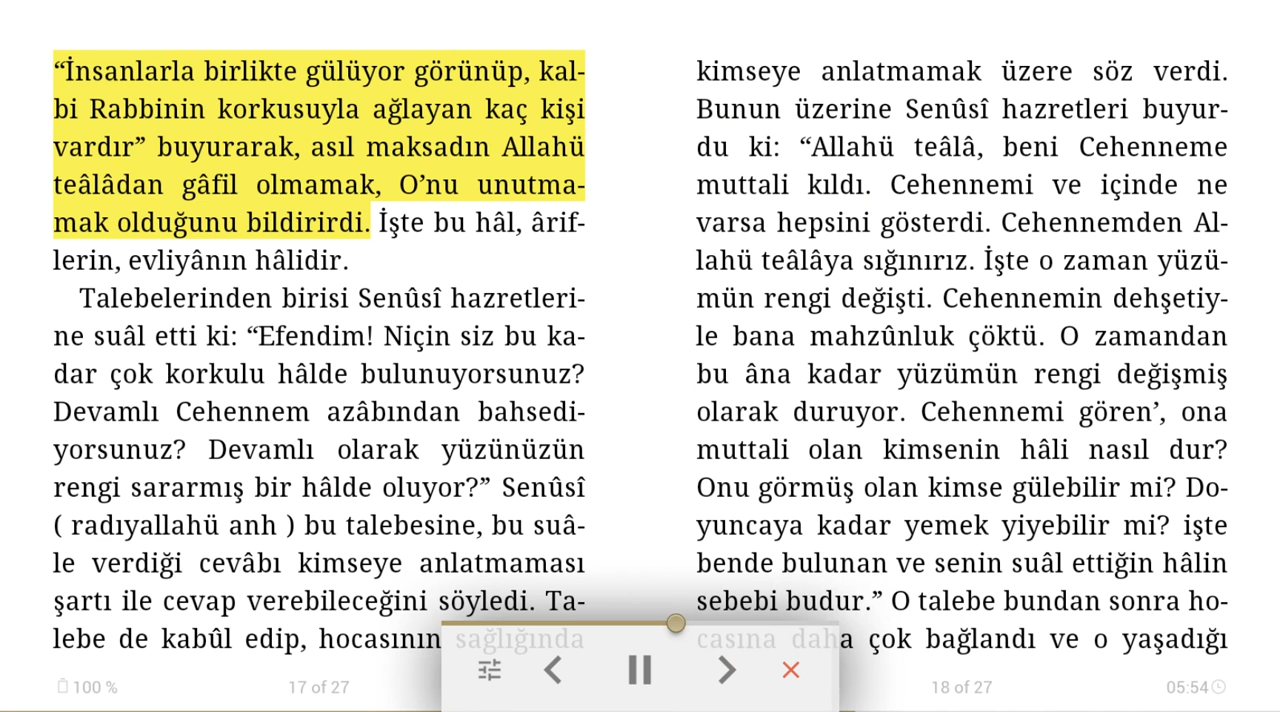 “İnsanlarla birlikte gülüyor görünüp, kal-
bi Rabbinin korkusuyla ağlayan kaç kişi
vardır” buyurarak, asıl maksadın Allahü
teâlâdan gâfil olmamak, O’nu unutma-
mak olduğunu bildirirdi. İşte bu hâl, ârif-
lerin, evliyânın hâlidir.
Talebelerinden birisi Senûsî hazretleri-
ne suâl etti ki: “Efendim! Niçin siz bu ka-
dar çok korkulu hâlde bulunuyorsunuz?
Devamlı Cehennem azâbından bahsedi-
yorsunuz? Devamlı olarak yüzünüzün
rengi sararmış bir hâlde oluyor?” Senûsî
( radıyallahü anh ) bu talebesine, bu suâ-
le verdiği cevâbı kimseye anlatmaması
şartı ile cevap verebileceğini söyledi. Ta-
lebe de kabûl edip, hocasının sağlığında
kimseye anlatmamak üzere söz verdi.
Bunun üzerine Senûsî hazretleri buyur-
du ki: “Allahü teâlâ, beni Cehenneme
muttali kıldı. Cehennemi ve içinde ne
varsa hepsini gösterdi. Cehennemden Al-
lahü teâlâya sığınırız. İşte o zaman yüzü-
mün rengi değişti. Cehennemin dehşetiy-
le bana mahzûnluk çöktü. O zamandan
bu âna kadar yüzümün rengi değişmiş
olarak duruyor. Cehennemi gören’, ona
muttali olan kimsenin hâli nasıl dur?
Onu görmüş olan kimse gülebilir mi? Do-
yuncaya kadar yemek yiyebilir mi? işte
bende bulunan ve senin suâl ettiğin hâlin
sebebi budur.” O talebe bundan sonra ho-
casına daha çok bağlandı ve o yaşadığı
100 %
17 of 27
18 of 27
05:54